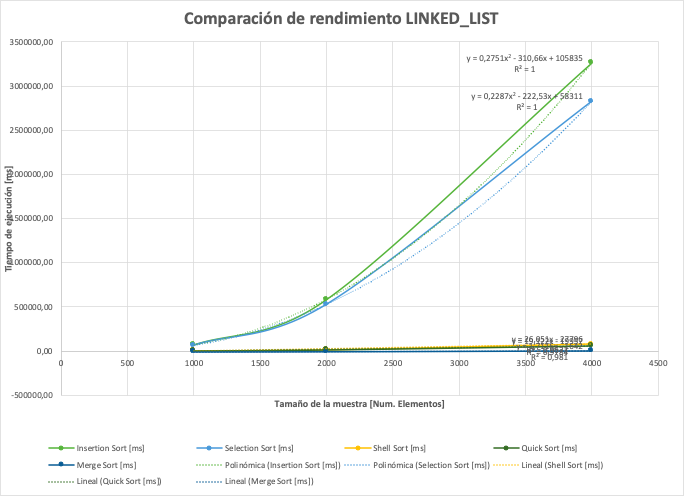 Comparación de rendimiento LINKED_LIST
3500000,00
3000000,00
2500000,00
2000000,00
1500000,00
1000000,00
500000,00
0,00
-500000,00
Tiempo de ejecución [ms]
y = 0,2751x² - 310,66x + 105835
R² = 1
y = 0,2287x² - 222,53x + 58311
R² = 1
R² = 0,981
0 500 1000 1500 2000 2500 3000 3500 4000 4500
Tamaño de la muestra [Num. Elementos]
Insertion Sort [ms] Selection Sort [ms] Shell Sort [ms] Quick Sort [ms]
Merge Sort [ms] Polinómica (Insertion Sort [ms]) Polinómica (Selection Sort [ms]) Lineal (Shell Sort [ms])
Lineal (Quick Sort [ms]) Lineal (Merge Sort [ms])